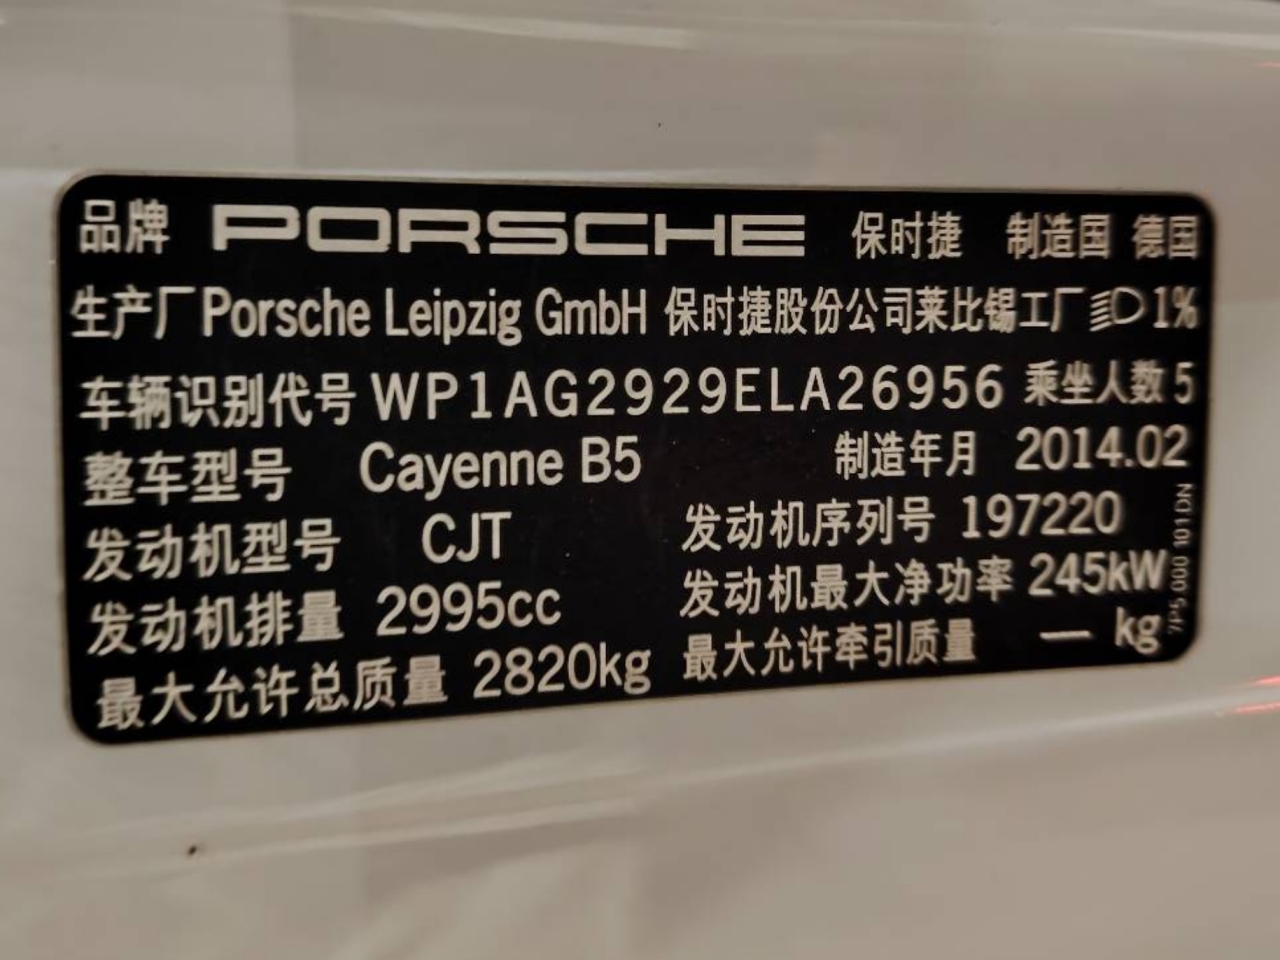 品牌 PORSCHE 保时捷 制造国 德国
生产厂 Porsche Leipzig GmbH 保时捷股份公司莱比锡工厂 1%
车辆识别代号 WP1AG2929ELA26956 乘坐人数 5
整车型号 Cayenne B5 制造年月 2014.02
发动机型号 CJT 发动机序列号 197220
发动机排量 2995cc 发动机最大净功率 245kW
最大允许总质量 2820kg 最大允许牵引质量 — kg
7P5 000 101 DN